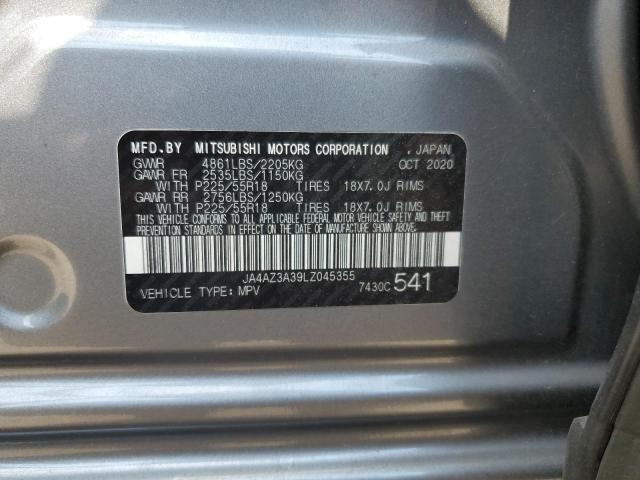 MFD.BY MITSUBISHI MOTORS CORPORATION , JAPAN
GVWR 4861LBS/2205KG OCT 2020
GAWR FR 2535LBS/1150KG
WITH P225/55R18 TIRES 18X7.0J RIMS
GAWR RR 2756LBS/1250KG
WITH P225/55R18 TIRES 18X7.0J RIMS
THIS VEHICLE CONFORMS TO ALL APPLICABLE FEDERAL MOTOR VEHICLE SAFETY AND THEFT
PREVENTION STANDARDS IN EFFECT ON THE DATE OF MANUFACTURE SHOWN ABOVE.
JA4AZ3A39LZ045355
VEHICLE TYPE: MPV 7430C 541